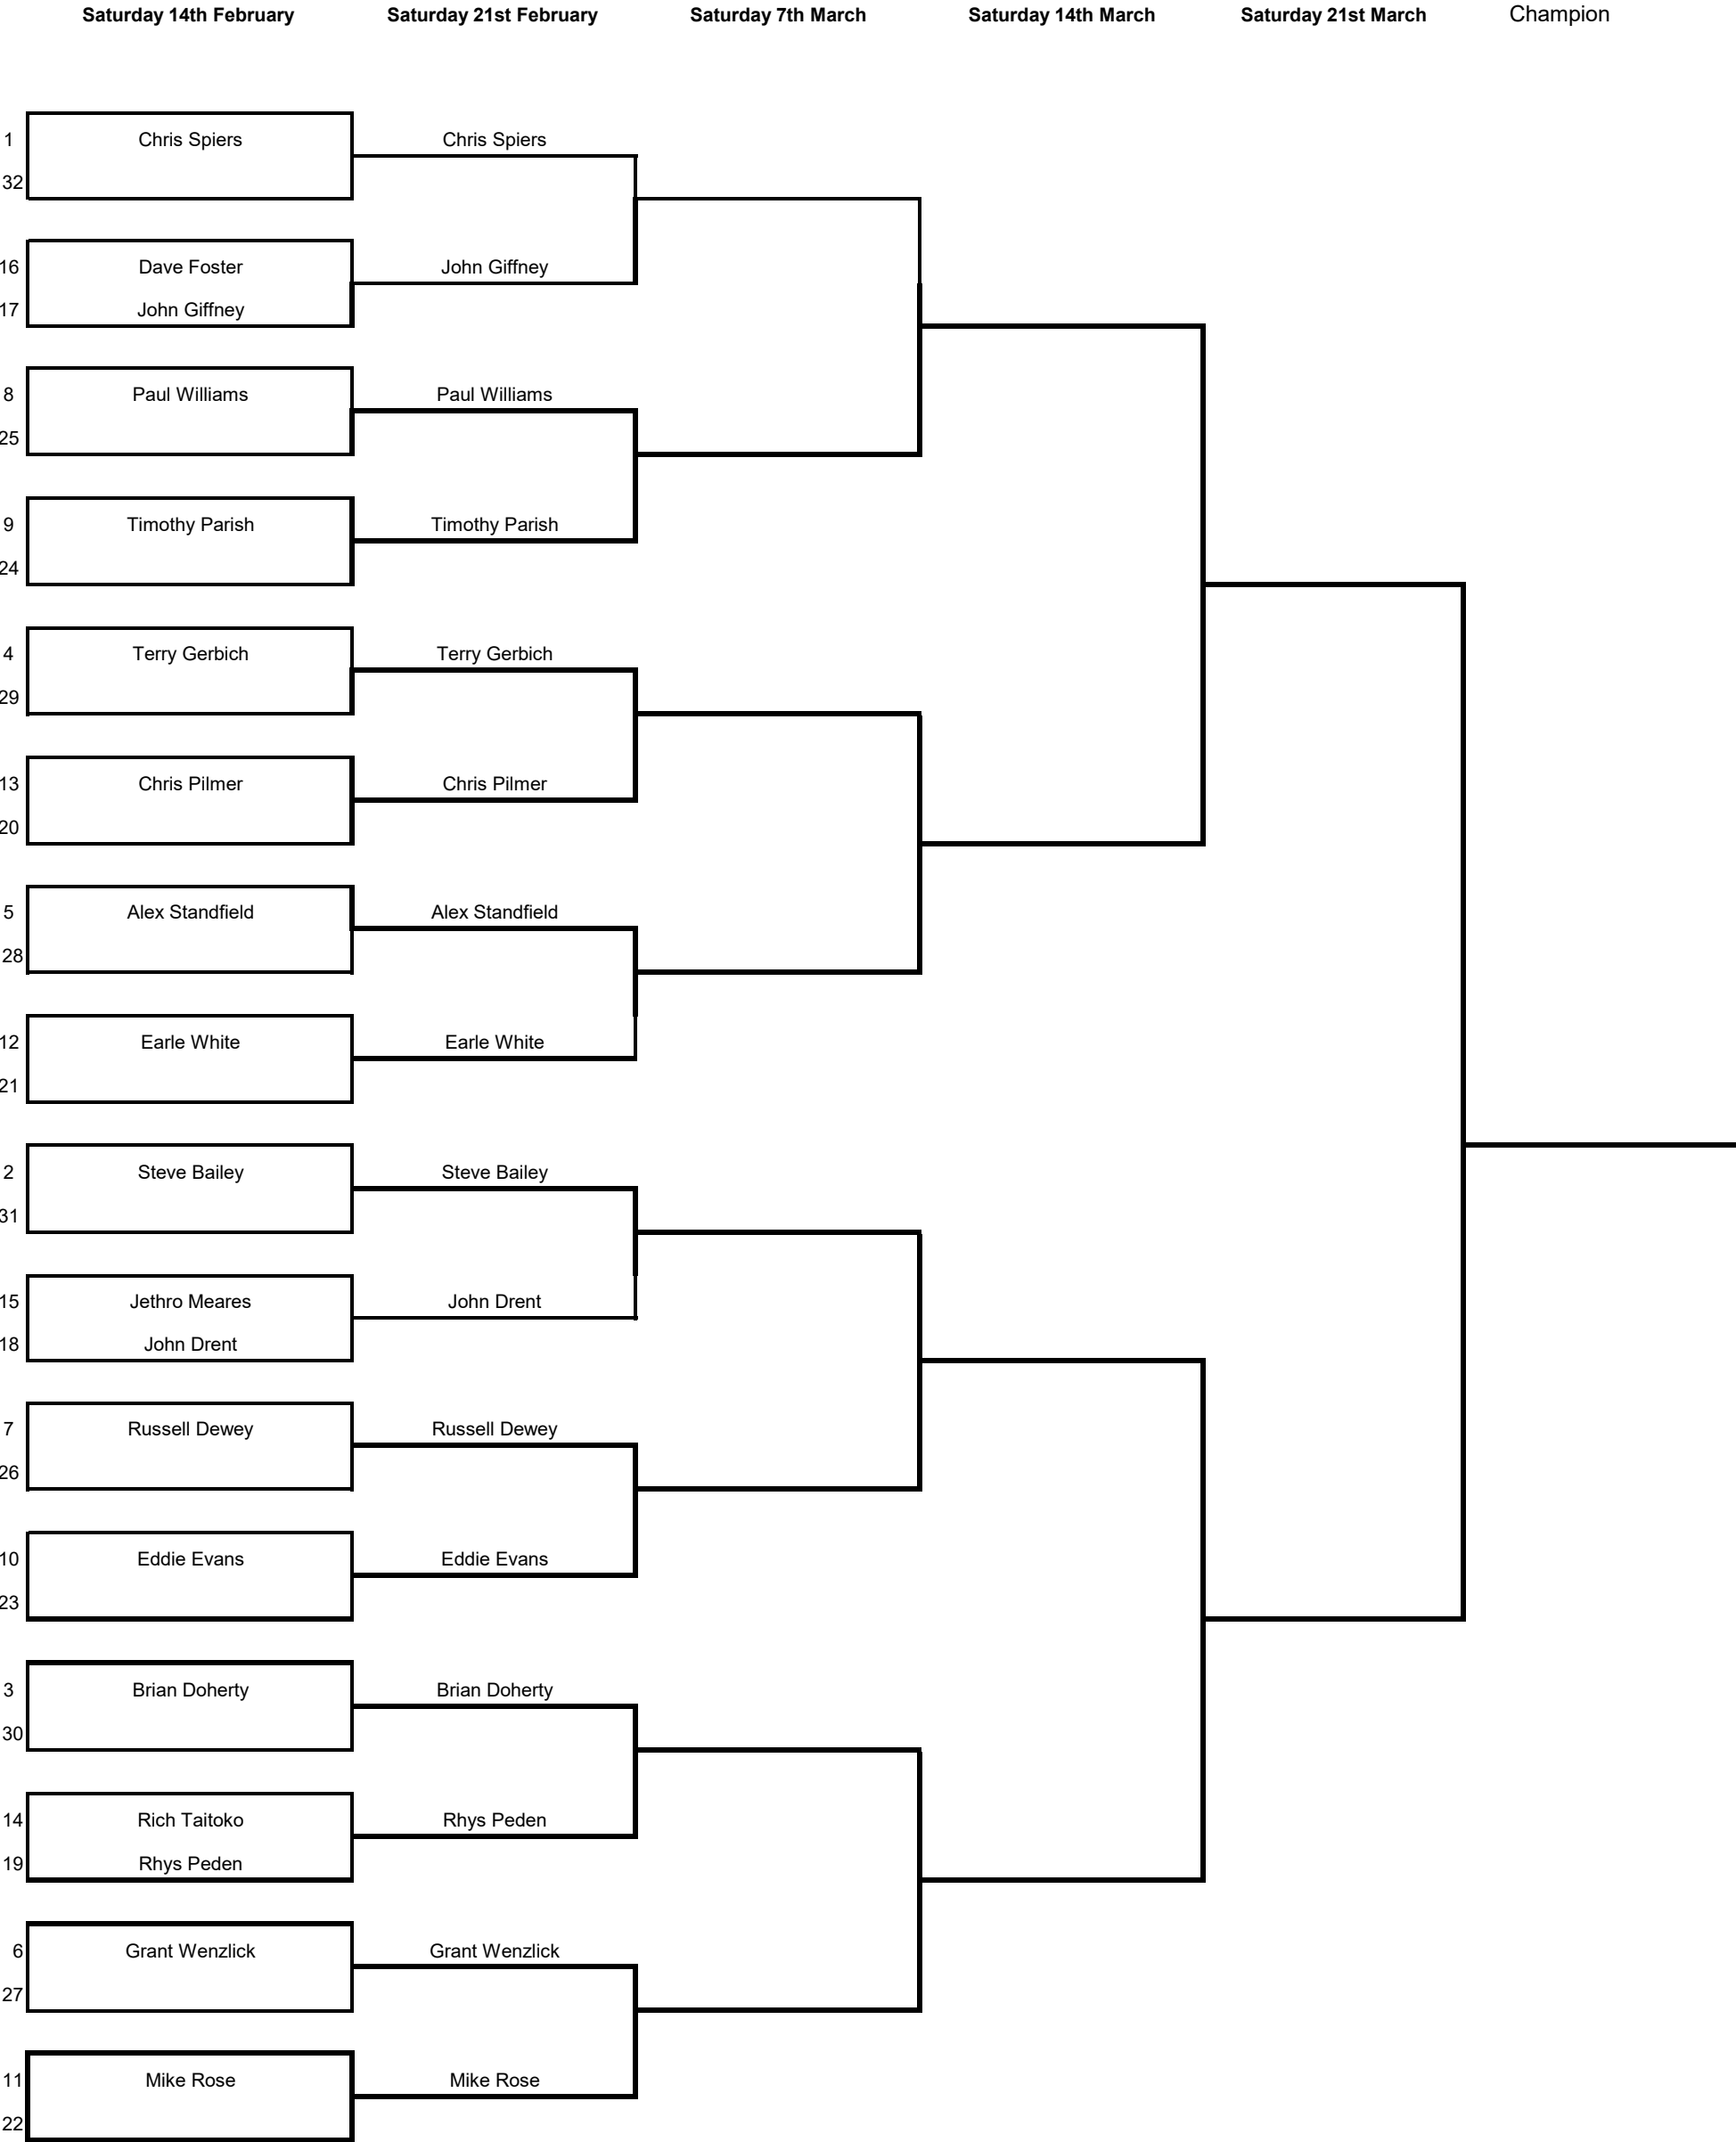 Saturday 14th February Saturday 21st February Saturday 7th March Saturday 14th March Saturday 21st March Champion
1 Chris Spiers Chris Spiers
32
16 Dave Foster John Giffney
17 John Giffney
8 Paul Williams Paul Williams
25
9 Timothy Parish Timothy Parish
24
4 Terry Gerbich Terry Gerbich
29
13 Chris Pilmer Chris Pilmer
20
5 Alex Standfield Alex Standfield
28
12 Earle White Earle White
21
2 Steve Bailey Steve Bailey
31
15 Jethro Meares John Drent
18 John Drent
7 Russell Dewey Russell Dewey
26
10 Eddie Evans Eddie Evans
23
3 Brian Doherty Brian Doherty
30
14 Rich Taitoko Rhys Peden
19 Rhys Peden
6 Grant Wenzlick Grant Wenzlick
27
11 Mike Rose Mike Rose
22